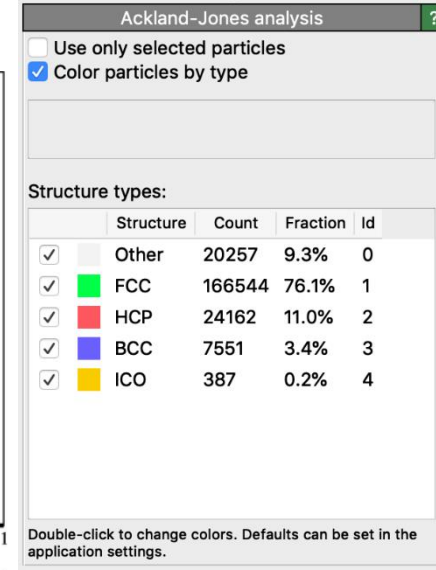 Ackland-Jones analysis ?
Use only selected particles
Color particles by type
Structure types:
Structure Count Fraction Id
Other 20257 9.3% 0
FCC 166544 76.1% 1
HCP 24162 11.0% 2
BCC 7551 3.4% 3
ICO 387 0.2% 4
1
Double-click to change colors. Defaults can be set in the
application settings.